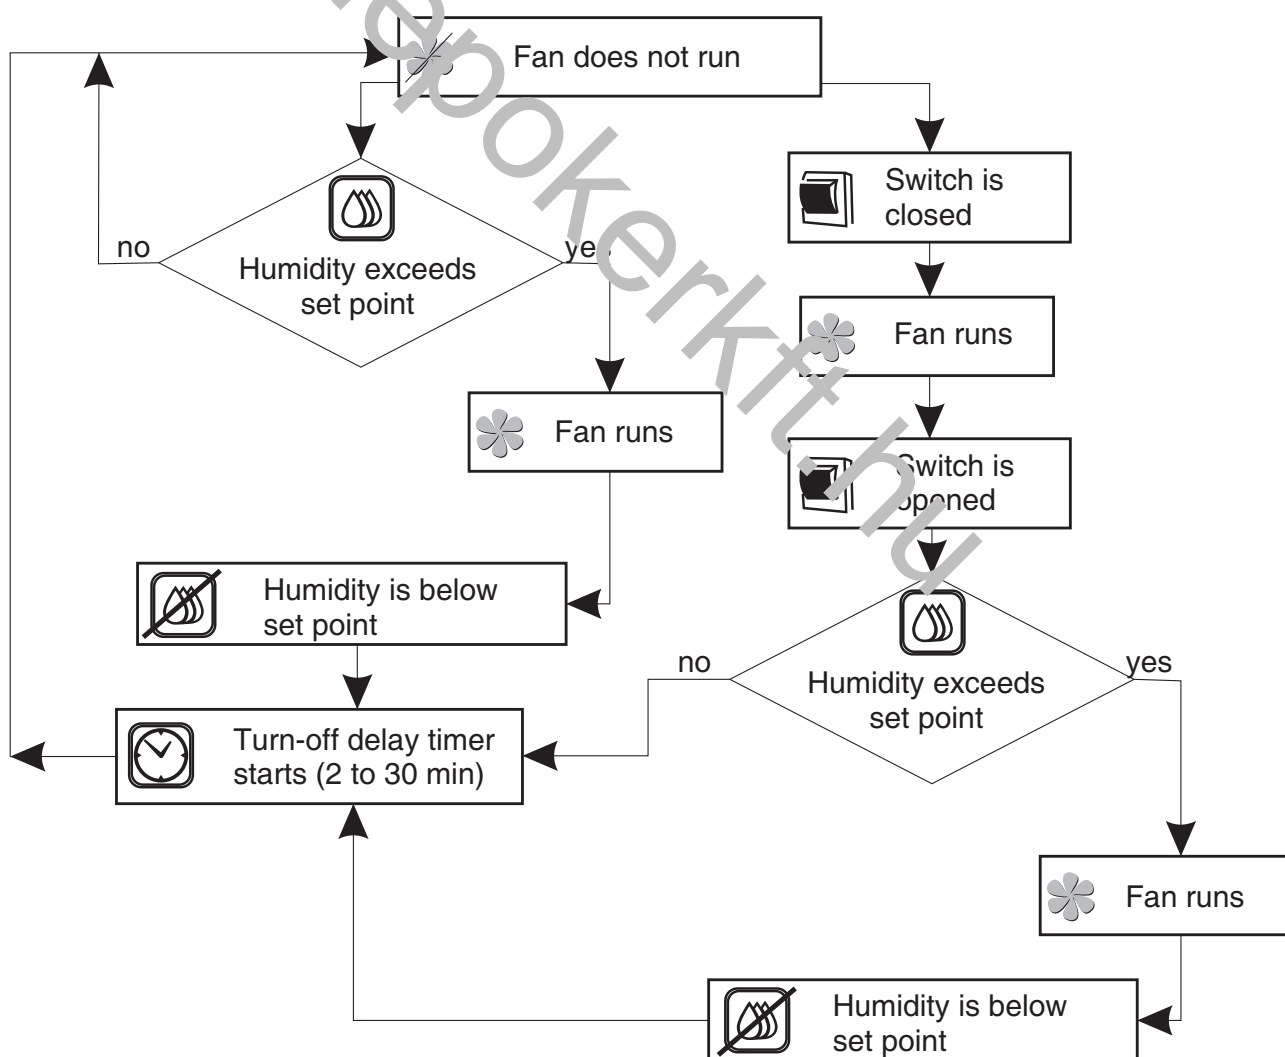 Fan does not run
Switch is
closed
no
yes
Humidity exceeds
set point
Fan runs
Fan runs
Switch is
opened
Humidity is below
set point
no
yes
Humidity exceeds
set point
Turn-off delay timer
starts (2 to 30 min)
Fan runs
Humidity is below
set point
epokerkft.hu